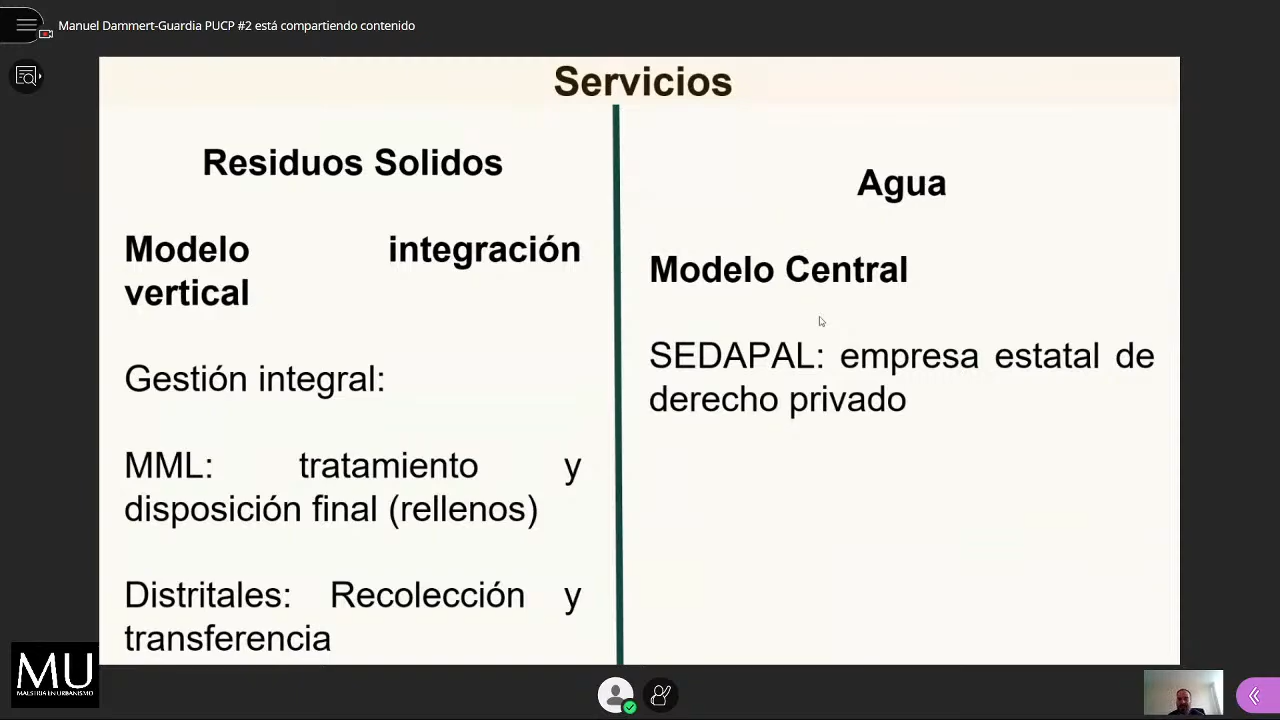 Manuel Dammert-Guardia PUCP #2 está compartiendo contenido
Servicios
Residuos Solidos
Modelo integración
vertical
Gestión integral:
MML: tratamiento y
disposición final (rellenos)
Distritales: Recolección y
transferencia
Agua
Modelo Central
SEDAPAL: empresa estatal de
derecho privado
MU
MAESTRÍA EN URBANISMO